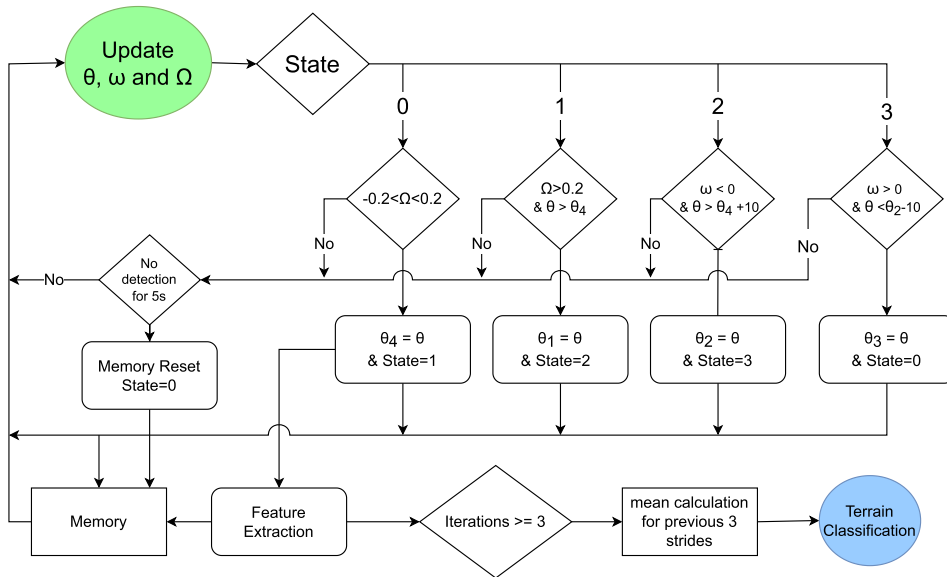 Update
θ, ω and Ω
State
0
1
2
3
-0.2<Ω<0.2
Ω>0.2
& θ > θ₄
ω < 0
& θ > θ₄ +10
ω > 0
& θ <θ₂-10
No
No
No
No
No
No
detection
for 5s
Memory Reset
State=0
θ₄ = θ
& State=1
θ₁ = θ
& State=2
θ₂ = θ
& State=3
θ₃ = θ
& State=0
Memory
Feature
Extraction
Iterations >= 3
mean calculation
for previous 3
strides
Terrain
Classification